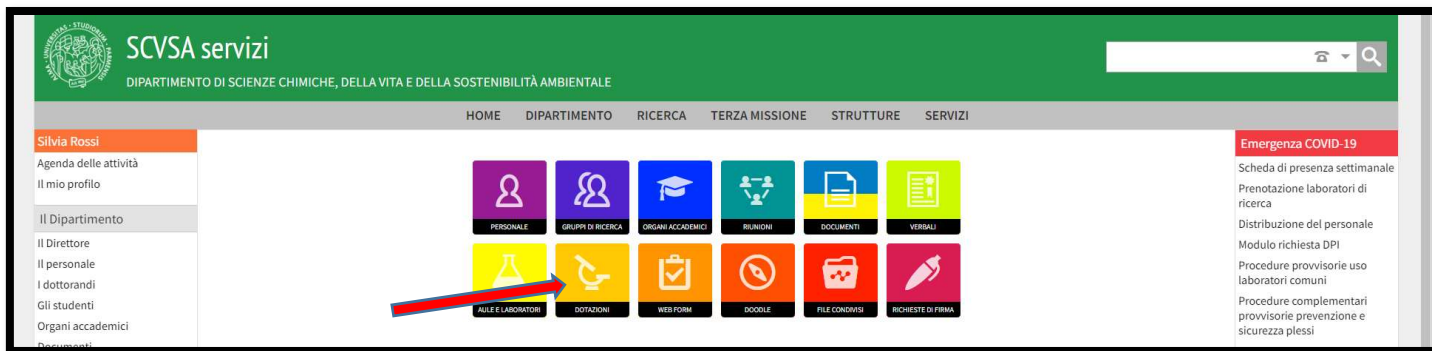 SCVSA servizi
DIPARTIMENTO DI SCIENZE CHIMICHE, DELLA VITA E DELLA SOSTENIBILITÀ AMBIENTALE
HOME DIPARTIMENTO RICERCA TERZA MISSIONE STRUTTURE SERVIZI
Silvia Rossi
Agenda delle attività
Il mio profilo
Il Dipartimento
Il Direttore
Il personale
I dottorandi
Gli studenti
Organi accademici
Documenti
PERSONALE GRUPPI DI RICERCA ORGANI ACCADEMICI RIUNIONI DOCUMENTI VERBALI
AULE E LABORATORI DOTAZIONI WEB FORM DOODLE FILE CONDIVISI RICHIESTE DI FIRMA
Emergenza COVID-19
Scheda di presenza settimanale
Prenotazione laboratori di
ricerca
Distribuzione del personale
Modulo richiesta DPI
Procedure provvisorie uso
laboratori comuni
Procedure complementari
provvisorie prevenzione e
sicurezza plessi